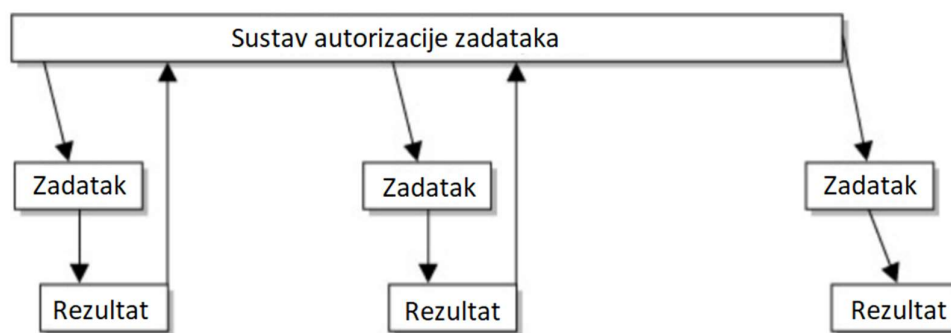 Sustav autorizacije zadataka
Zadatak
Zadatak
Zadatak
Rezultat
Rezultat
Rezultat